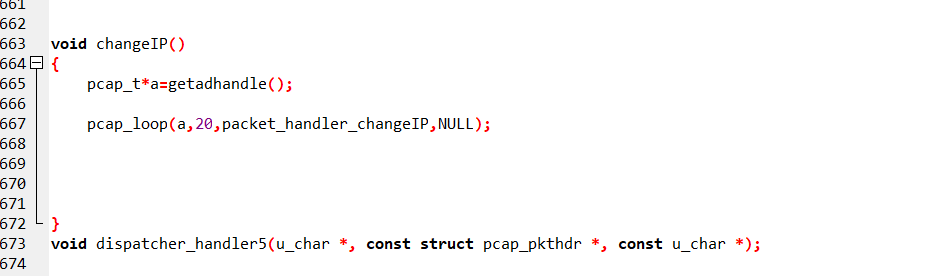 661
662
663 void changeIP()
664 {
665 pcap_t*a=getadhandle();
666
667 pcap_loop(a,20,packet_handler_changeIP,NULL);
668
669
670
671
672 }
673 void dispatcher_handler5(u_char *, const struct pcap_pkthdr *, const u_char *);
674